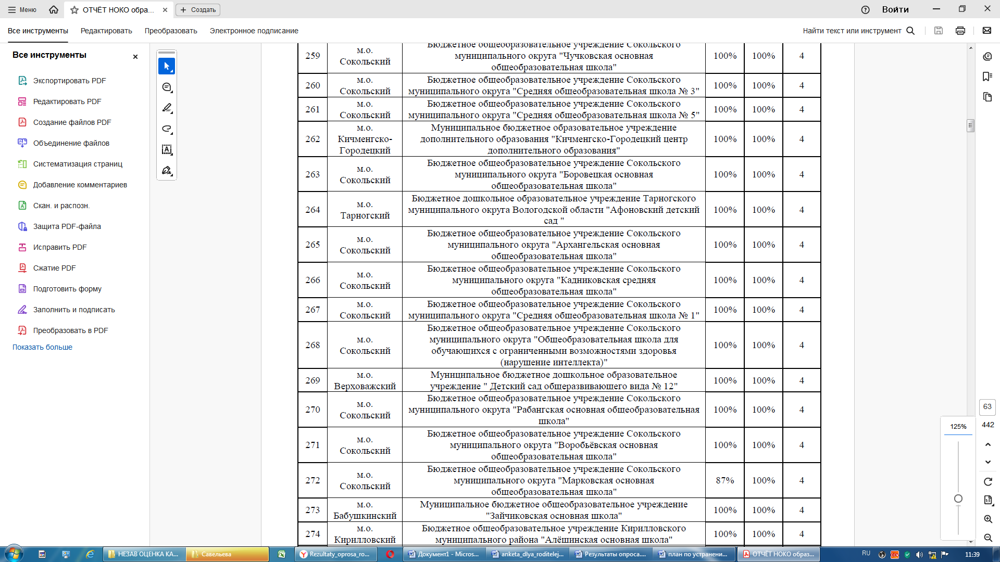 Меню
ОТЧЁТ НОКО обра...
Создать
Войти
Все инструменты
Редактировать
Преобразовать
Электронное подписание
Найти текст или инструмент
Все инструменты
Экспортировать PDF
Редактировать PDF
Создание файлов PDF
Объединение файлов
Систематизация страниц
Добавление комментариев
Скан. и распозн.
Защита PDF-файла
Исправить PDF
Сжатие PDF
Подготовить форму
Заполнить и подписать
Преобразовать в PDF
Показать больше
259
м.о.
Сокольский
Бюджетное общеобразовательное учреждение Сокольского
муниципального округа "Чучковская основная
общеобразовательная школа"
100% 100% 4
260
м.о.
Сокольский
Бюджетное общеобразовательное учреждение Сокольского
муниципального округа "Средняя общеобразовательная школа № 3"
100% 100% 4
261
м.о.
Сокольский
Бюджетное общеобразовательное учреждение Сокольского
муниципального округа "Средняя общеобразовательная школа № 5"
100% 100% 4
262
м.о.
Кичменгско-
Городецкий
Муниципальное бюджетное образовательное учреждение
дополнительного образования "Кичменгско-Городецкий центр
дополнительного образования"
100% 100% 4
263
м.о.
Сокольский
Бюджетное общеобразовательное учреждение Сокольского
муниципального округа "Боровецкая основная
общеобразовательная школа"
100% 100% 4
264
м.о.
Тарногский
Бюджетное дошкольное образовательное учреждение Тарногского
муниципального округа Вологодской области "Афоновский детский
сад "
100% 100% 4
265
м.о.
Сокольский
Бюджетное общеобразовательное учреждение Сокольского
муниципального округа "Архангельская основная
общеобразовательная школа"
100% 100% 4
266
м.о.
Сокольский
Бюджетное общеобразовательное учреждение Сокольского
муниципального округа "Кадниковская средняя
общеобразовательная школа"
100% 100% 4
267
м.о.
Сокольский
Бюджетное общеобразовательное учреждение Сокольского
муниципального округа "Средняя общеобразовательная школа № 1"
100% 100% 4
268
м.о.
Сокольский
Бюджетное общеобразовательное учреждение Сокольского
муниципального округа "Общеобразовательная школа для
обучающихся с ограниченными возможностями здоровья
(нарушение интеллекта)"
100% 100% 4
269
м.о.
Верховажский
Муниципальное бюджетное дошкольное образовательное
учреждение " Детский сад общеразвивающего вида № 12"
100% 100% 4
270
м.о.
Сокольский
Бюджетное общеобразовательное учреждение Сокольского
муниципального округа "Рабангская основная общеобразовательная
школа"
100% 100% 4
271
м.о.
Сокольский
Бюджетное общеобразовательное учреждение Сокольского
муниципального округа "Воробьёвская основная
общеобразовательная школа"
100% 100% 4
272
м.о.
Сокольский
Бюджетное общеобразовательное учреждение Сокольского
муниципального округа "Марковская основная
общеобразовательная школа"
87% 100% 4
273
м.о.
Бабушкинский
Муниципальное бюджетное общеобразовательное учреждение
"Зайчиковская основная школа"
100% 100% 4
274
м.о.
Кирилловский
Бюджетное общеобразовательное учреждение Кирилловского
муниципального района "Алёшинская основная школа"
100% 100% 4
63
442
125%
НЕЗАВ ОЦЕНКА КА...
Савельева
Rezultaty_oprosa_ro...
Документ1 - Micros...
anketa_dlya_roditelej...
Результаты опроса....
план по устранени...
ОТЧЁТ НОКО образ...
RU
11:39